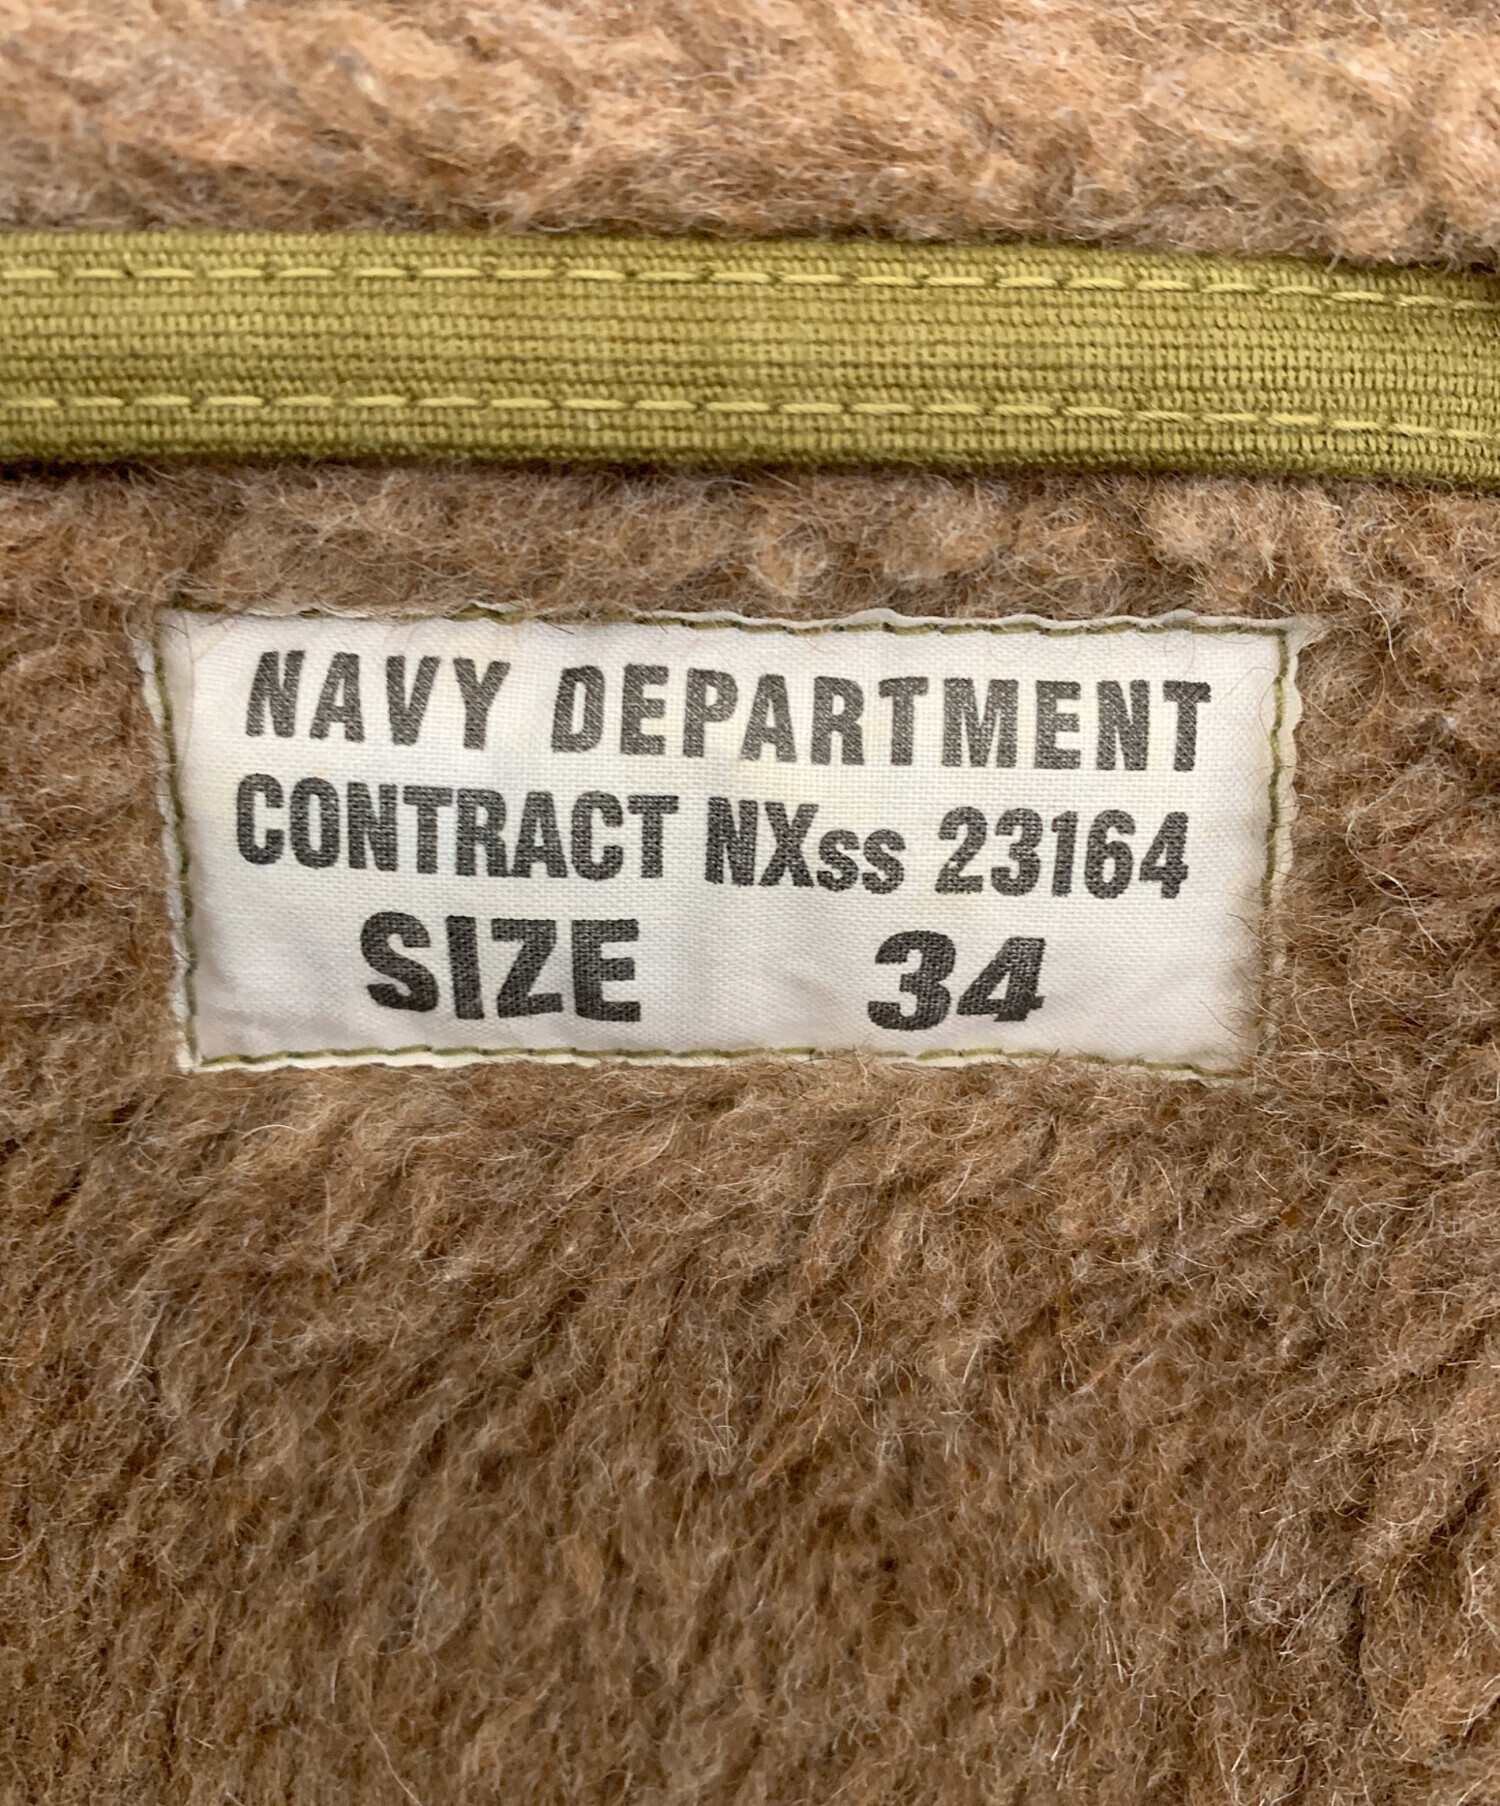 NAVY DEPARTMENT
CONTRACT NXss 23164
SIZE 34